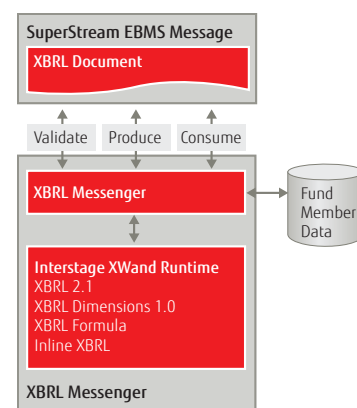 SuperStream EBMS Message
XBRL Document
Validate Produce Consume
XBRL Messenger
Fund
Member
Data
Interstage XWand Runtime
XBRL 2.1
XBRL Dimensions 1.0
XBRL Formula
Inline XBRL
XBRL Messenger